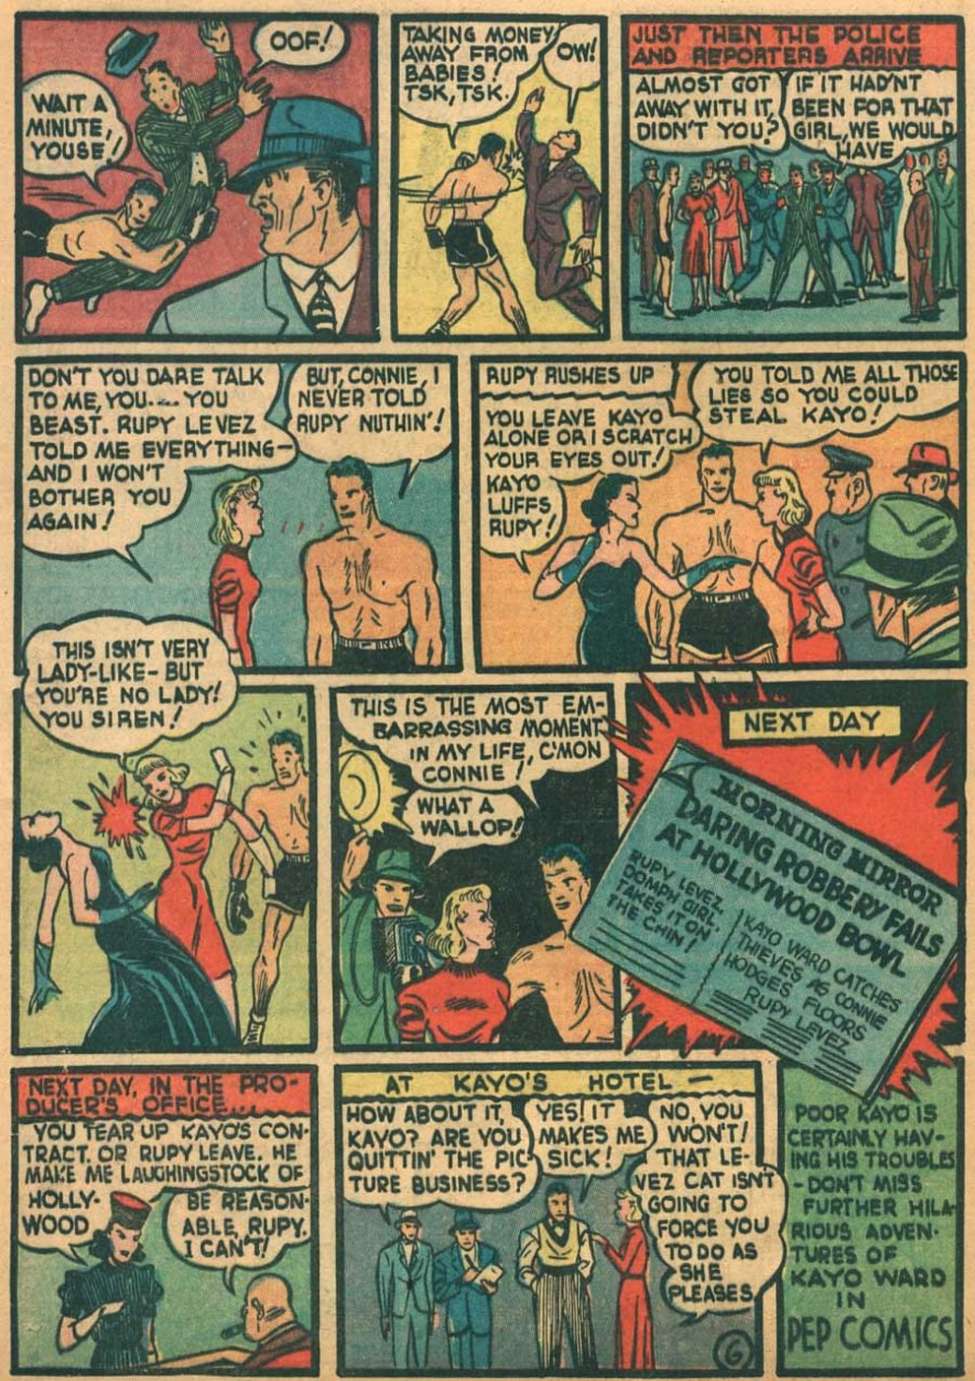 WAIT A
MINUTE,
YOUSE!
OOF!
TAKING MONEY
AWAY FROM
BABIES!
TSK, TSK.
OW!
JUST THEN THE POLICE
AND REPORTERS ARRIVE
ALMOST GOT
AWAY WITH IT,
DIDN'T YOU?
IF IT HAD'NT
BEEN FOR THAT
GIRL, WE WOULD
HAVE
DON'T YOU DARE TALK
TO ME, YOU--- YOU
BEAST. RUPY LEVEZ
TOLD ME EVERYTHING—
AND I WON'T
BOTHER YOU
AGAIN!
BUT, CONNIE, I
NEVER TOLD
RUPY NUTHIN'!
RUPY RUSHES UP
YOU LEAVE KAYO
ALONE OR I SCRATCH
YOUR EYES OUT!
KAYO
LUFFS
RUPY!
YOU TOLD ME ALL THOSE
LIES SO YOU COULD
STEAL KAYO!
THIS ISN'T VERY
LADY-LIKE- BUT
YOU'RE NO LADY!
YOU SIREN!
THIS IS THE MOST EM-
BARRASSING MOMENT
IN MY LIFE, C'MON
CONNIE!
WHAT A
WALLOP!
NEXT DAY
MORNING MIRROR
DARING ROBBERY FAILS
AT HOLLYWOOD BOWL
RUPY LEVEZ,
OOMPH GIRL,
TAKES IT ON
THE CHIN!
KAYO WARD CATCHES
THIEVES AS CONNIE
HODGES FLOORS
RUPY LEVEZ
NEXT DAY, IN THE PRO-
DUCER'S OFFICE...
YOU TEAR UP KAYO'S CON-
TRACT. OR RUPY LEAVE. HE
MAKE ME LAUGHINGSTOCK OF
HOLLY-
WOOD
BE REASON-
ABLE, RUPY.
I CAN'T!
AT KAYO'S HOTEL —
HOW ABOUT IT,
KAYO? ARE YOU
QUITTIN' THE PIC-
TURE BUSINESS?
YES! IT
MAKES ME
SICK!
NO, YOU
WON'T!
THAT LE-
VEZ CAT ISN'T
GOING TO
FORCE YOU
TO DO AS
SHE
PLEASES
6
POOR KAYO IS
CERTAINLY HAV-
ING HIS TROUBLES
- DON'T MISS
FURTHER HILA-
RIOUS ADVEN-
TURES OF
KAYO WARD
IN
PEP COMICS